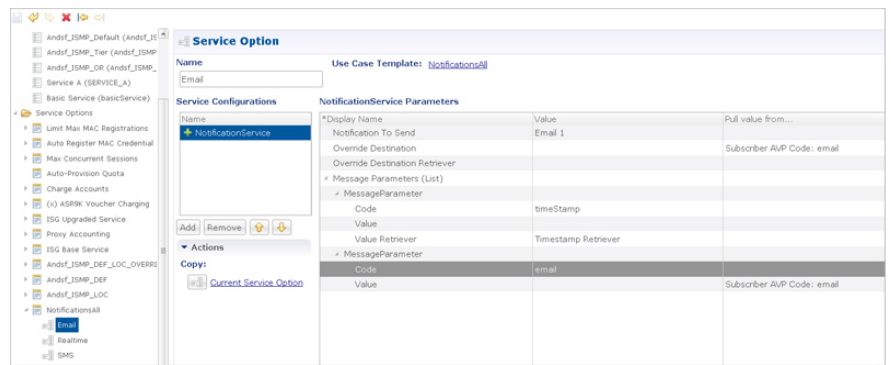 Andsf_ISMP_Default (Andsf_IS
Andsf_ISMP_Tier (Andsf_ISMP
Andsf_ISMP_OR (Andsf_ISMP_
Service A (SERVICE_A)
Basic Service (basicService)
Service Options
Limit Max MAC Registrations
Auto Register MAC Credential
Max Concurrent Sessions
Auto-Provision Quota
Charge Accounts
(x) ASR9K Voucher Charging
ISG Upgraded Service
Proxy Accounting
ISG Base Service
Andsf_ISMP_DEF_LOC_OVERRI
Andsf_ISMP_DEF
Andsf_ISMP_LOC
NotificationsAll
Email
Realtime
SMS
Service Option
Name
Use Case Template: NotificationsAll
Email
Service Configurations
Name
NotificationService
Add Remove
Actions
Copy:
Current Service Option
NotificationService Parameters
*Display Name Value Pull value from...
Notification To Send Email 1
Override Destination Subscriber AVP Code: email
Override Destination Retriever
Message Parameters (List)
MessageParameter
Code timeStamp
Value
Value Retriever Timestamp Retriever
MessageParameter
Code email
Value Subscriber AVP Code: email